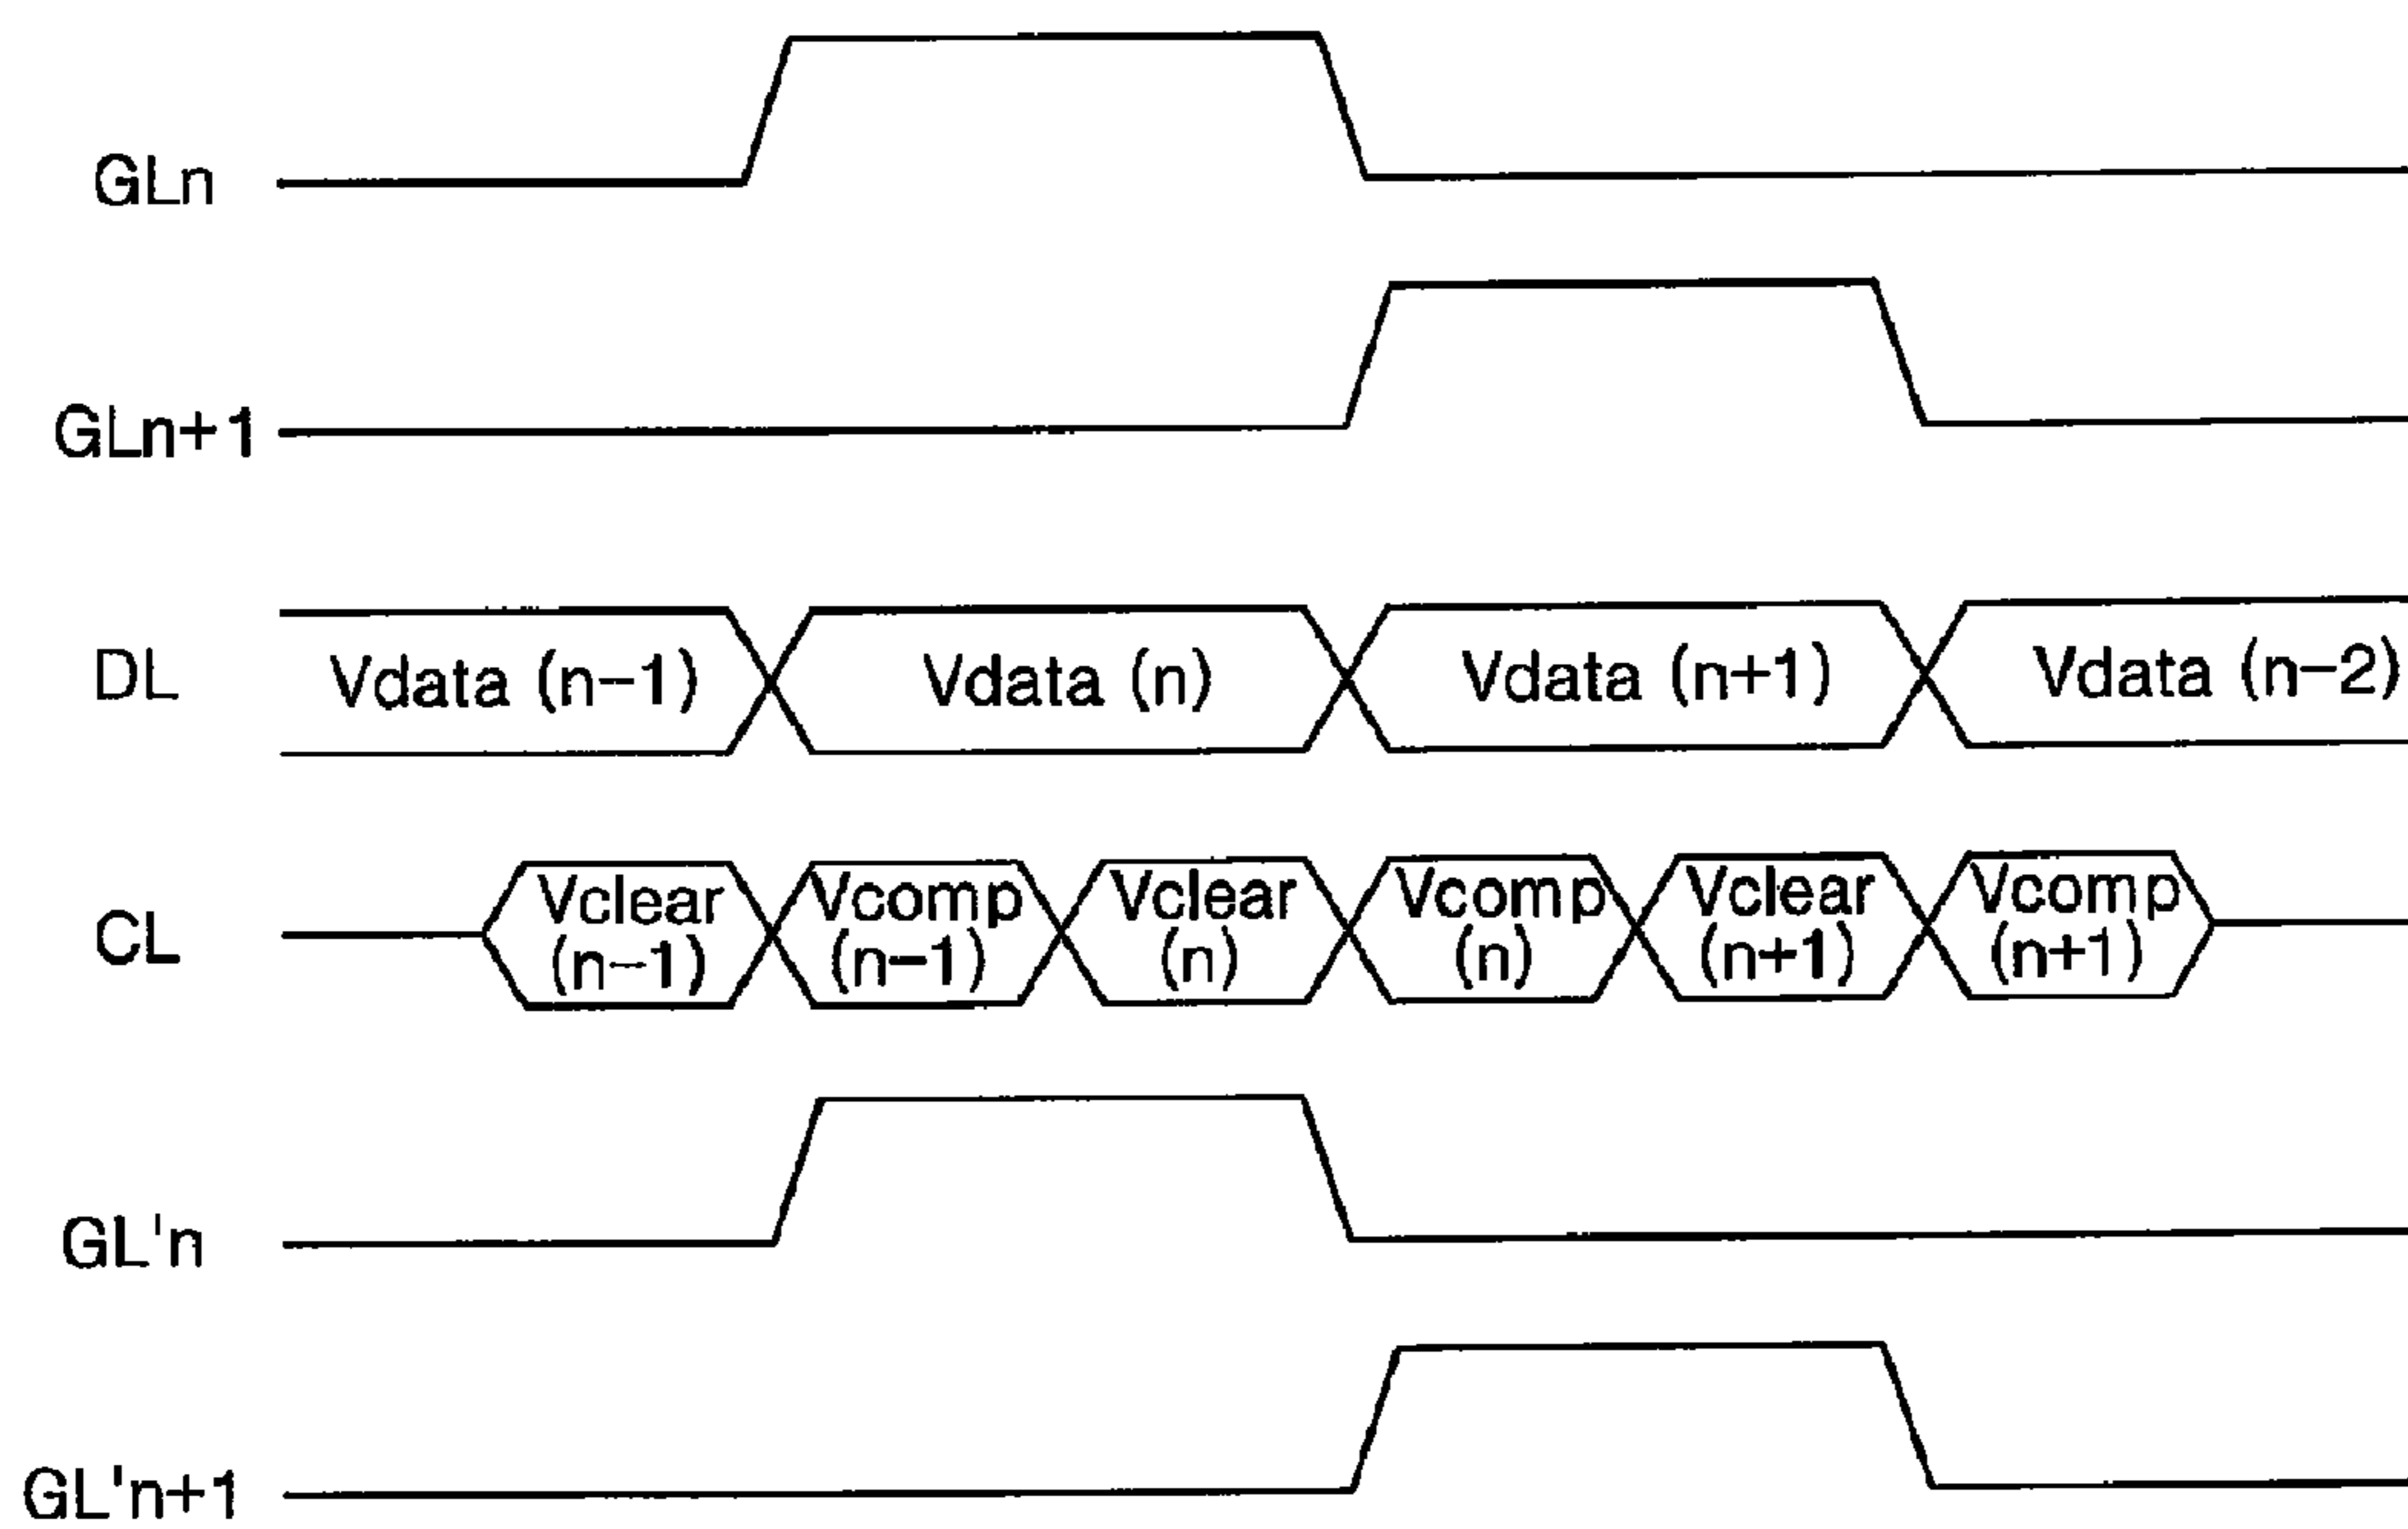 GLn
GLn+1
DL
Vdata (n-1)
Vdata (n)
Vdata (n+1)
Vdata (n-2)
CL
Vclear
(n-1)
Vcomp
(n-1)
Vclear
(n)
Vcomp
(n)
Vclear
(n+1)
Vcomp
(n+1)
GL'n
GL'n+1